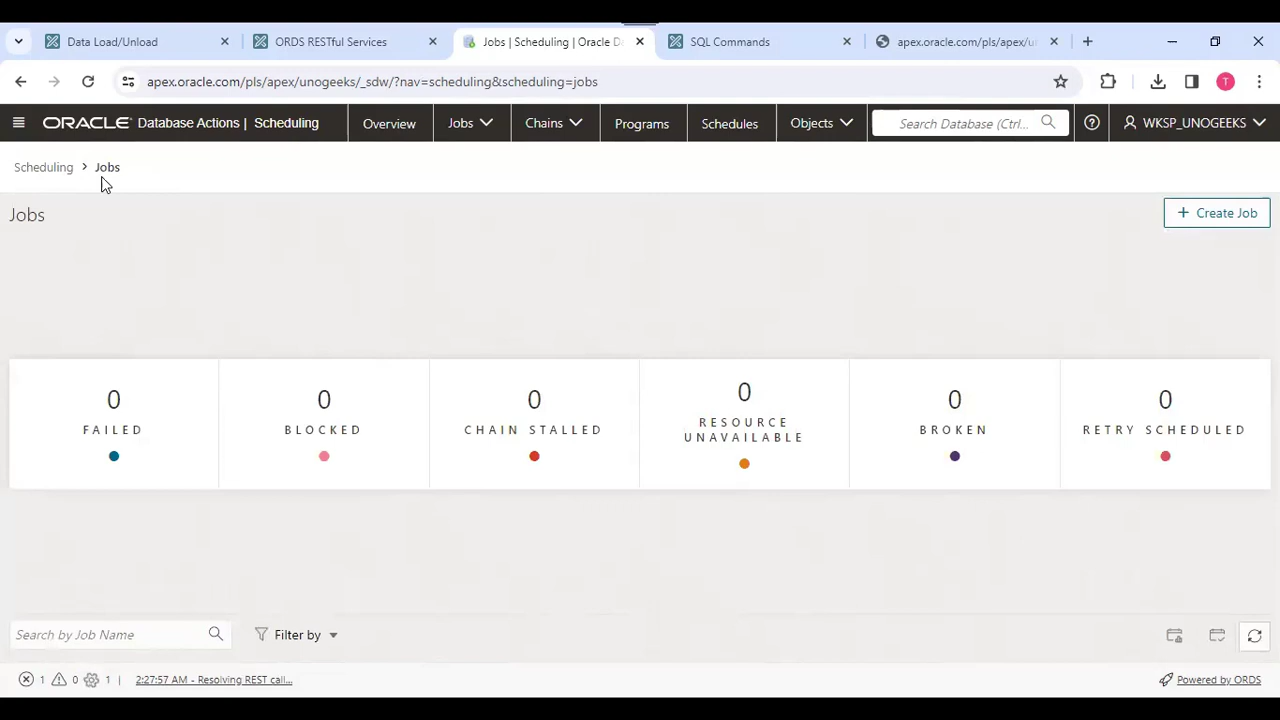 Data Load/Unload
ORDS RESTful Services
Jobs | Scheduling | Oracle D
SQL Commands
apex.oracle.com/pls/apex/u
apex.oracle.com/pls/apex/unogeeks/_sdw/?nav=scheduling&scheduling=jobs
T
ORACLE Database Actions | Scheduling
Overview
Jobs
Chains
Programs
Schedules
Objects
Search Database (Ctrl...
WKSP_UNOGEEKS
Scheduling > Jobs
Jobs
+ Create Job
0
FAILED
0
BLOCKED
0
CHAIN STALLED
0
RESOURCE
UNAVAILABLE
0
BROKEN
0
RETRY SCHEDULED
Search by Job Name
Filter by
1 0 1 | 2:27:57 AM - Resolving REST call...
Powered by ORDS